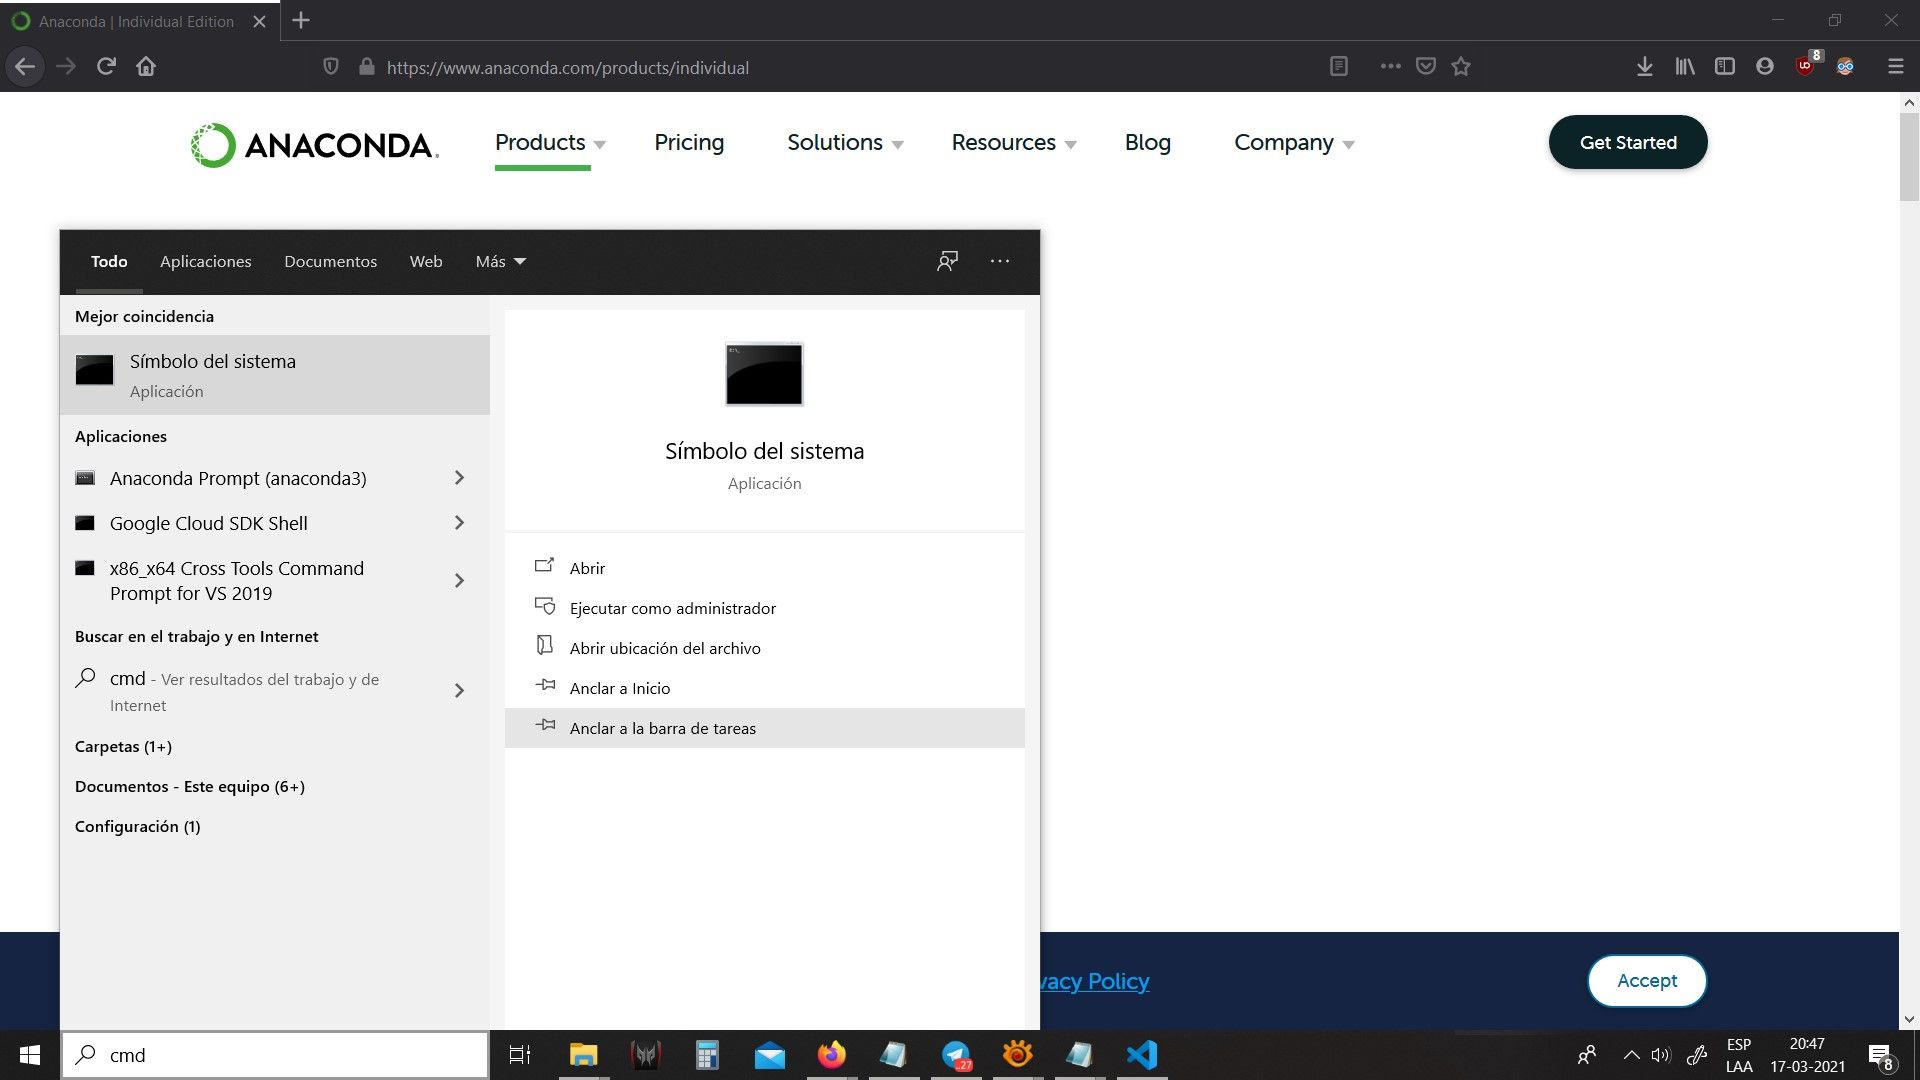 Anaconda | Individual Edition
8
https://www.anaconda.com/products/individual
ANACONDA.
Products
Pricing
Solutions
Resources
Blog
Company
Get Started
Todo
Aplicaciones
Documentos
Web
Más
Mejor coincidencia
Símbolo del sistema
Aplicación
Aplicaciones
Anaconda Prompt (anaconda3)
Google Cloud SDK Shell
x86_x64 Cross Tools Command
Prompt for VS 2019
Buscar en el trabajo y en Internet
cmd - Ver resultados del trabajo y de
Internet
Carpetas (1+)
Documentos - Este equipo (6+)
Configuración (1)
Símbolo del sistema
Aplicación
Abrir
Ejecutar como administrador
Abrir ubicación del archivo
Anclar a Inicio
Anclar a la barra de tareas
vacy Policy
Accept
cmd
27
ESP
LAA
20:47
17-03-2021
8